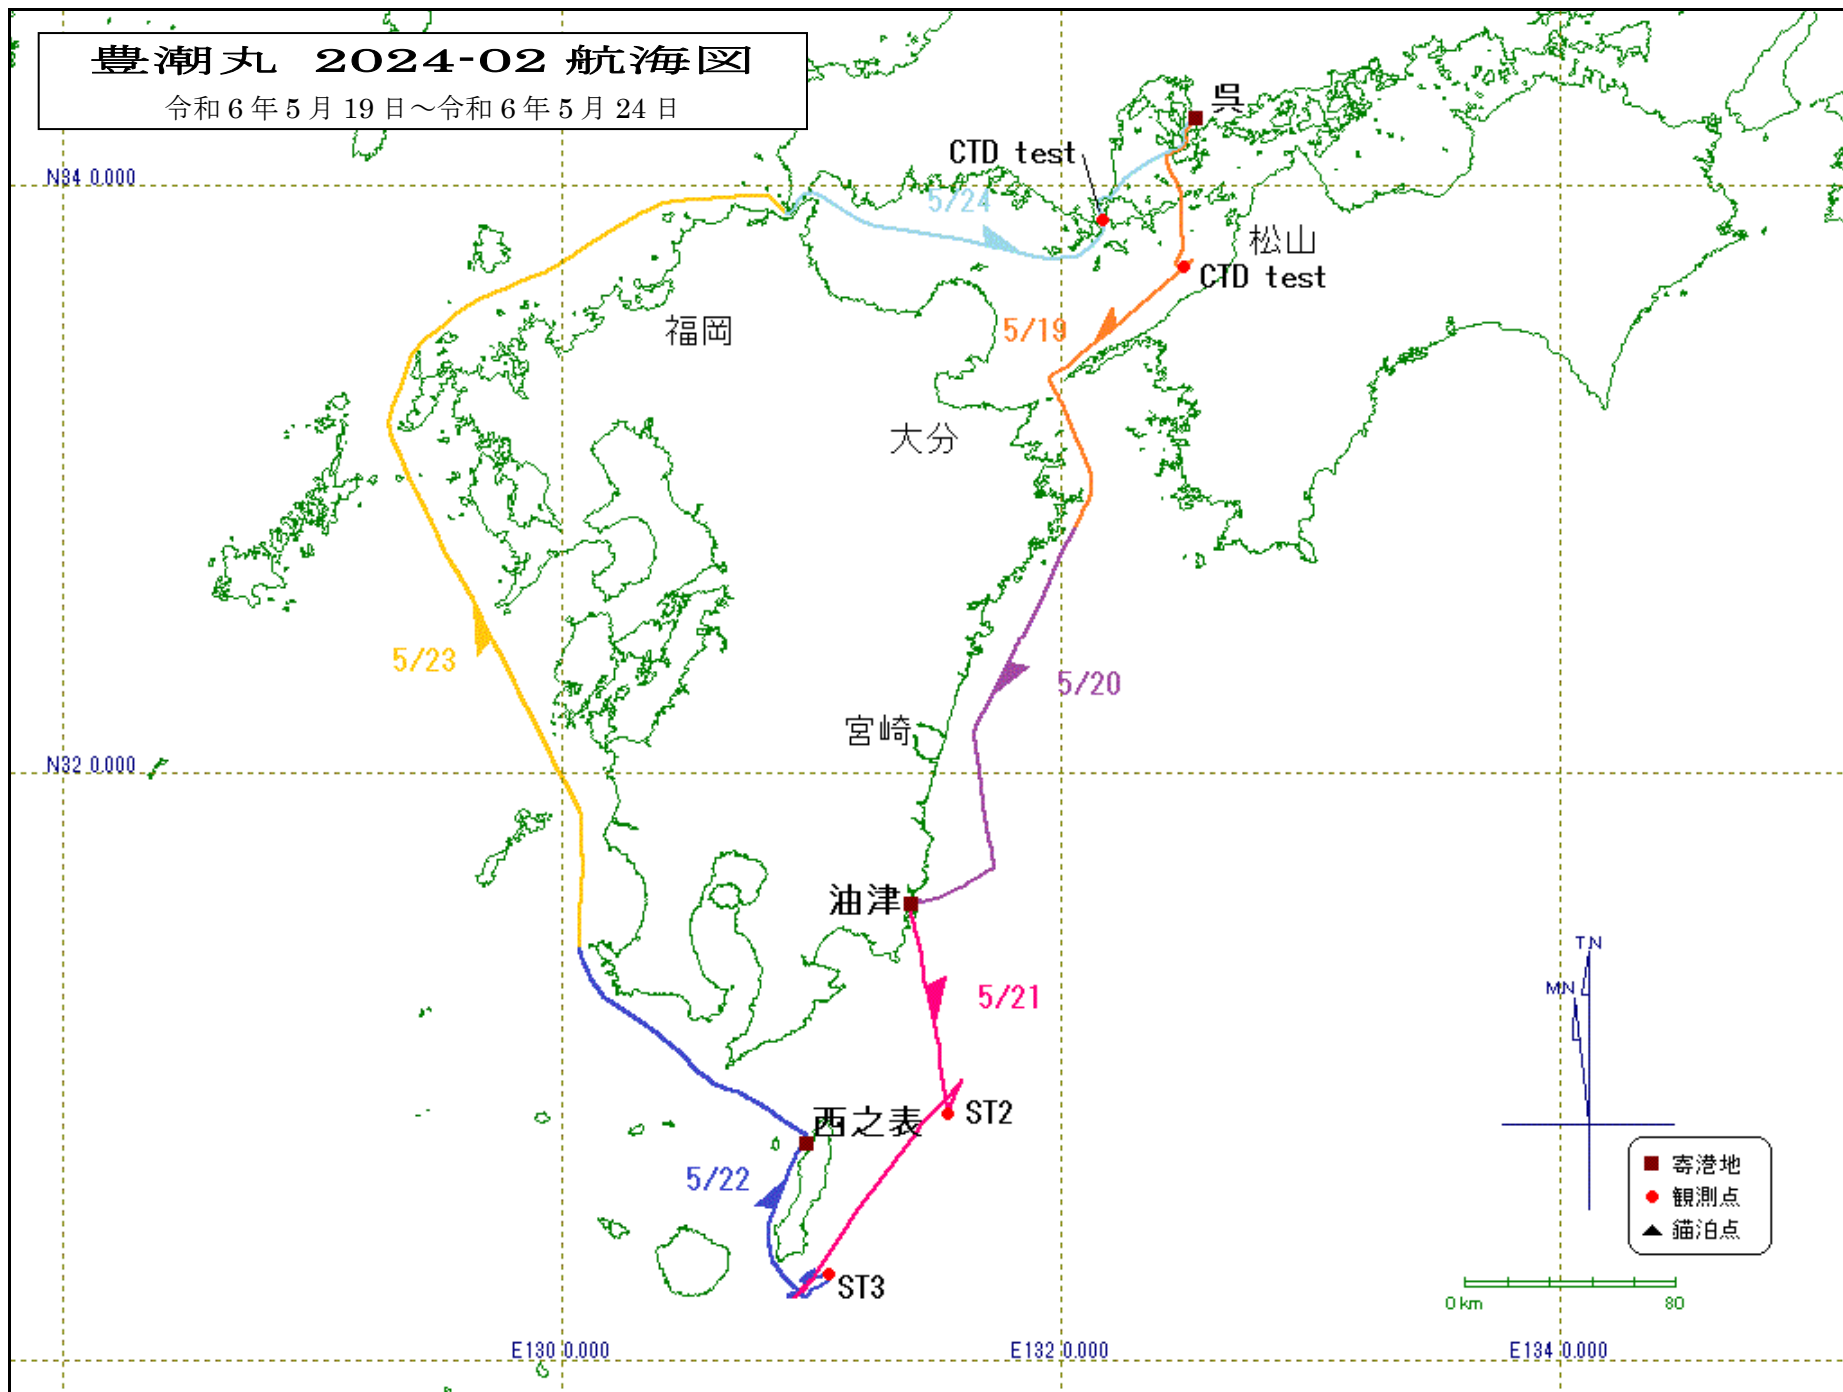 豊潮丸 2024-02 航海図
令和6年5月19日～令和6年5月24日
呉
CTD test
N34 0.000
5/24
松山
CTD test
福岡
5/19
大分
5/23
5/20
宮崎
N32 0.000
油津
TN
MN
5/21
西之表
ST2
5/22
寄港地
観測点
錨泊点
ST3
0km
80
E130 0.000
E132 0.000
E134 0.000